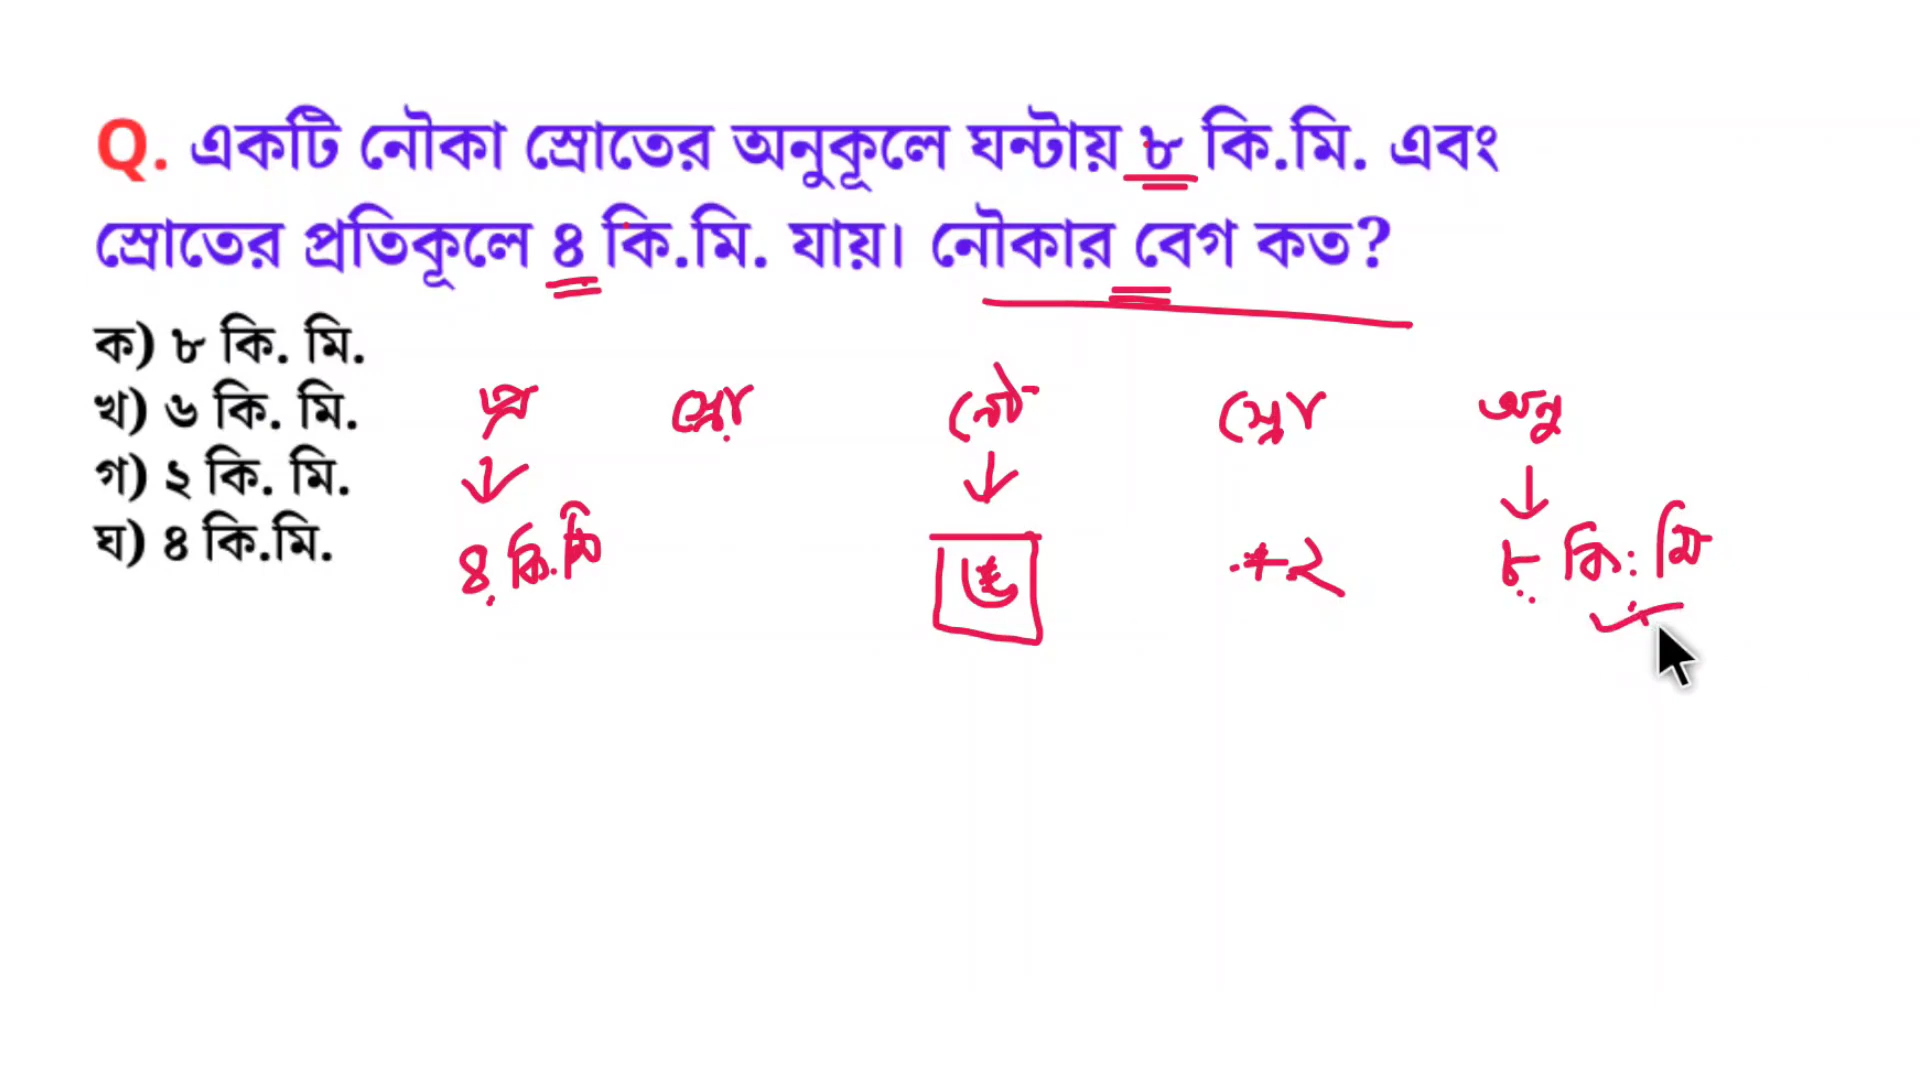 Q. একটি নৌকা স্রোতের অনুকূলে ঘন্টায় ৮ কি.মি. এবং
স্রোতের প্রতিকূলে ৪ কি.মি. যায়। নৌকার বেগ কত?
ক) ৮ কি. মি.
খ) ৬ কি. মি.
গ) ২ কি. মি.
ঘ) ৪ কি.মি.
প্র স্রো নৌ স্রো অনু
৪ কি.মি ৬ +২ ৮ কি. মি